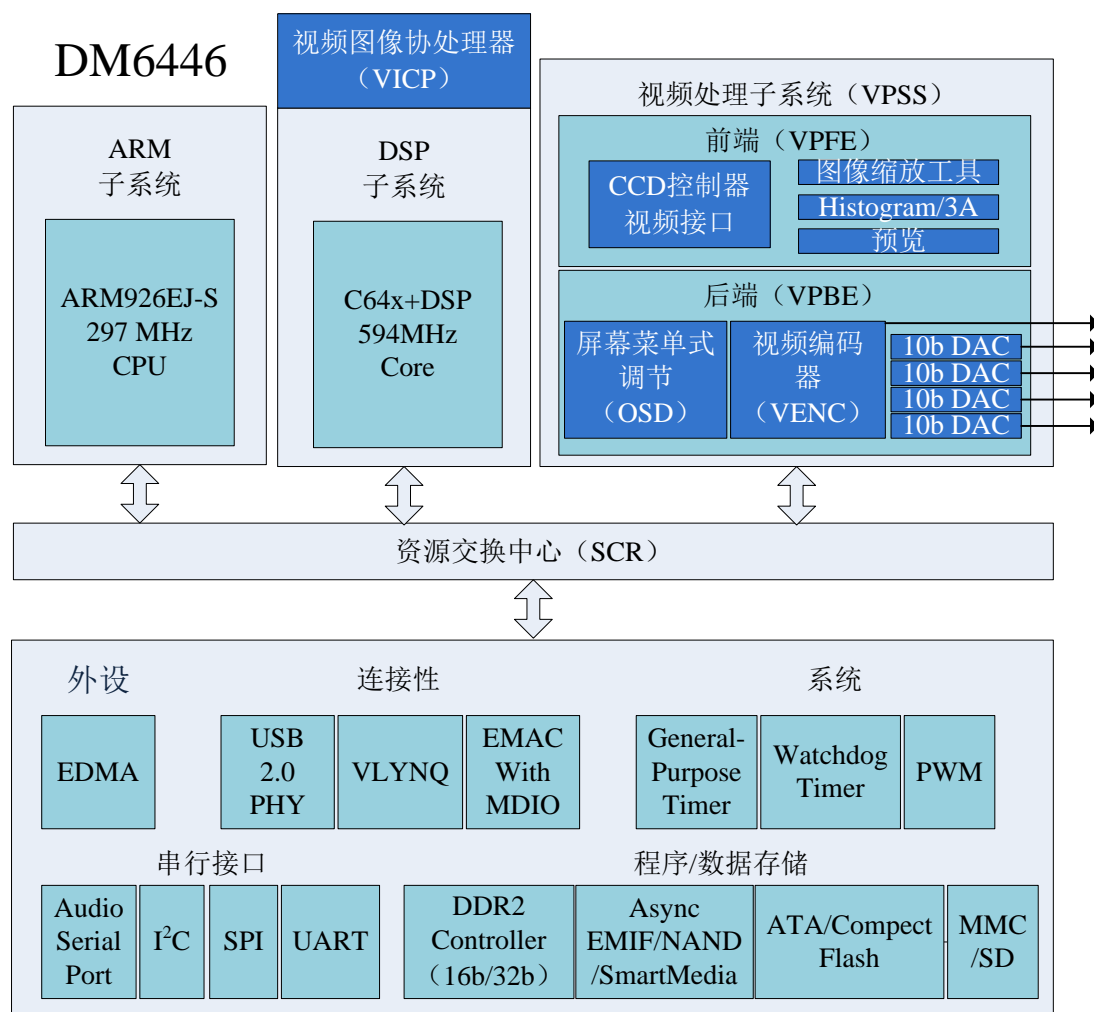 DM6446
视频图像协处理器
（VICP）
ARM
子系统
ARM926EJ-S
297 MHz
CPU
DSP
子系统
C64x+DSP
594MHz
Core
视频处理子系统（VPSS）
前端（VPFE）
CCD控制器
视频接口
图像缩放工具
Histogram/3A
预览
后端（VPBE）
屏幕菜单式
调节
（OSD）
视频编码
器
（VENC）
10b DAC
10b DAC
10b DAC
10b DAC
资源交换中心（SCR）
外设
EDMA
连接性
USB
2.0
PHY
VLYNQ
EMAC
With
MDIO
系统
General-
Purpose
Timer
Watchdog
Timer
PWM
串行接口
Audio
Serial
Port
I²C
SPI
UART
程序/数据存储
DDR2
Controller
（16b/32b）
Async
EMIF/NAND
/SmartMedia
ATA/Compect
Flash
MMC
/SD